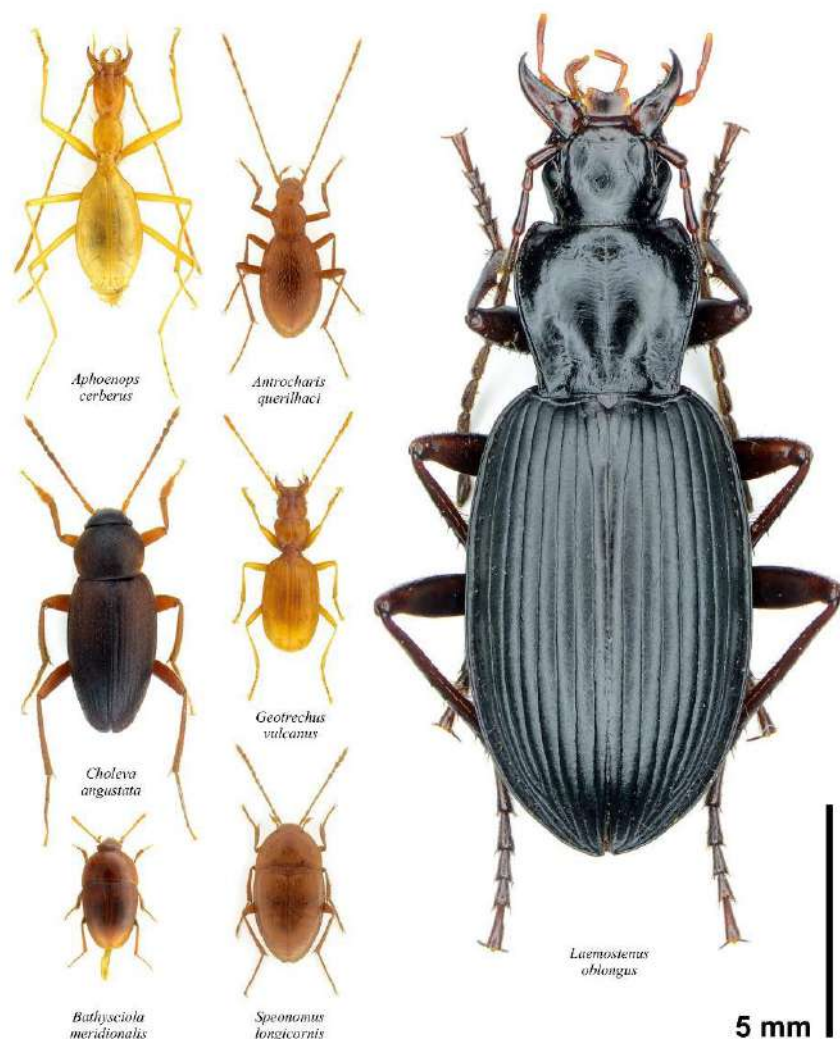 Aphoenops
cerberus
Antrocharis
querilhaci
Choleva
angustata
Geotrechus
vulcanus
Bathysciola
meridionalis
Speonomus
longicornis
Laemostenus
oblongus
5 mm